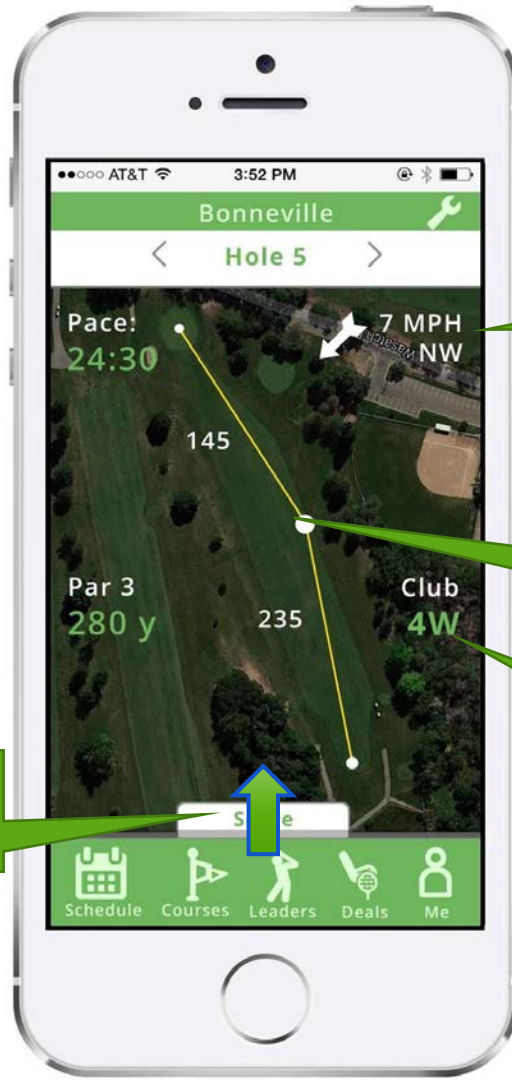 AT&T 3:52 PM
Bonneville
Hole 5
Pace:
24:30
7 MPH
NW
Wasatch
145
Par 3
280 y
235
Club
4W
Schedule Courses Leaders Deals Me